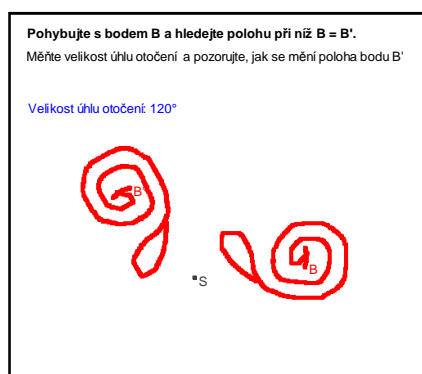 Pohybujte s bodem B a hledejte polohu při níž B = B'.
Měňte velikost úhlu otočení a pozorujte, jak se mění poloha bodu B'
Velikost úhlu otočení: 120°
B'
S
B